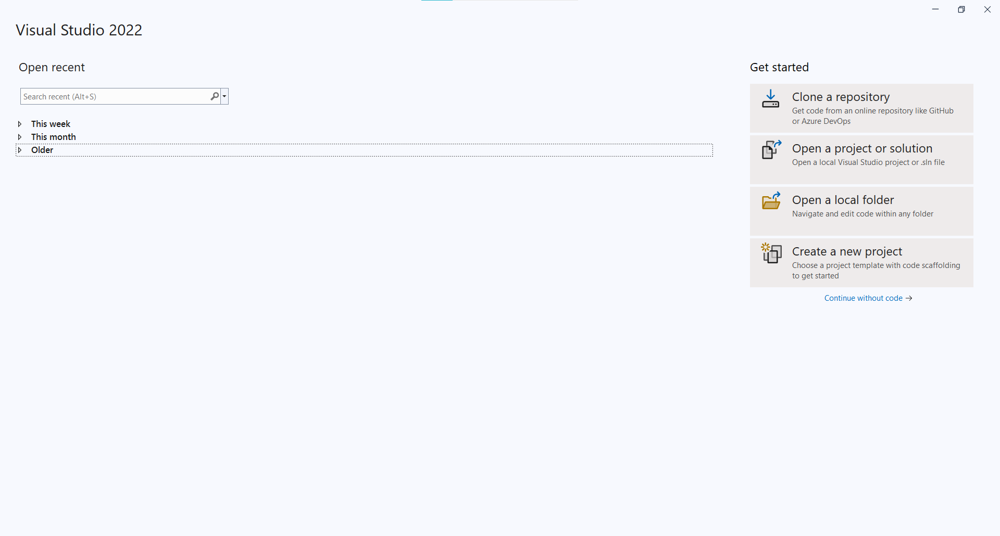 Visual Studio 2022
Open recent
Search recent (Alt+S)
This week
This month
Older
Get started
Clone a repository
Get code from an online repository like GitHub
or Azure DevOps
Open a project or solution
Open a local Visual Studio project or .sln file
Open a local folder
Navigate and edit code within any folder
Create a new project
Choose a project template with code scaffolding
to get started
Continue without code →